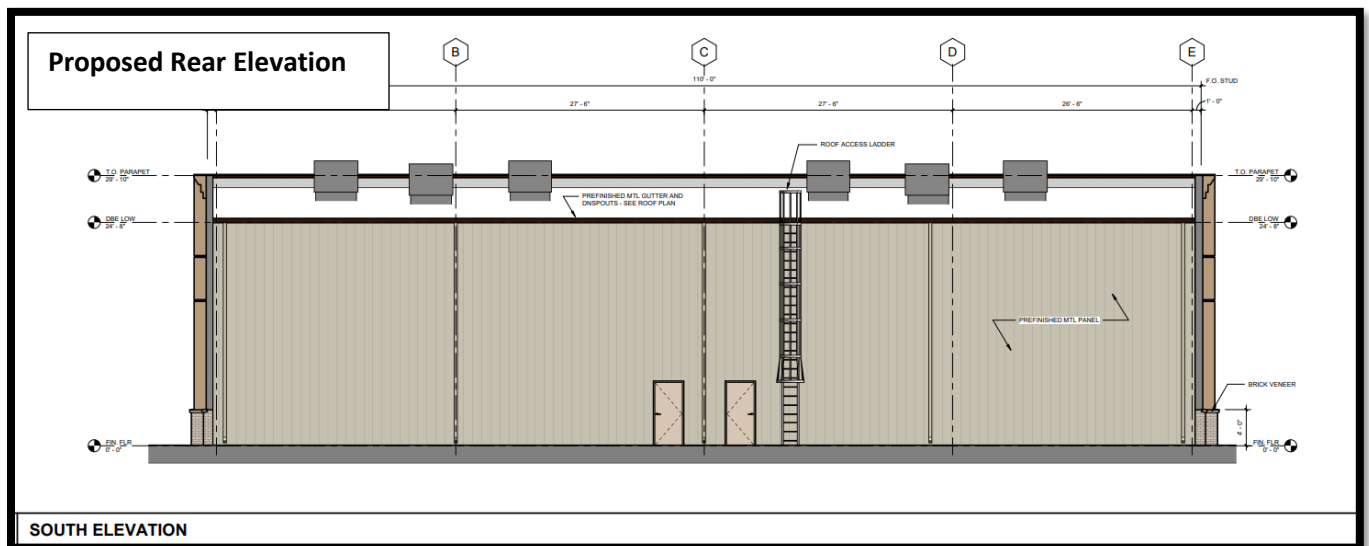 Proposed Rear Elevation
B
C
D
E
110' - 0"
F.O. STUD
27' - 6"
27' - 6"
26' - 6"
1' - 0"
ROOF ACCESS LADDER
T.O. PARAPET
29' - 10"
T.O. PARAPET
29' - 10"
PREFINISHED MTL GUTTER AND
DNSPOUTS - SEE ROOF PLAN
DBE LOW
24' - 8"
DBE LOW
24' - 8"
PREFINISHED MTL PANEL
BRICK VENEER
4' - 0"
FIN. FLR
0' - 0"
FIN. FLR
0' - 0"
SOUTH ELEVATION